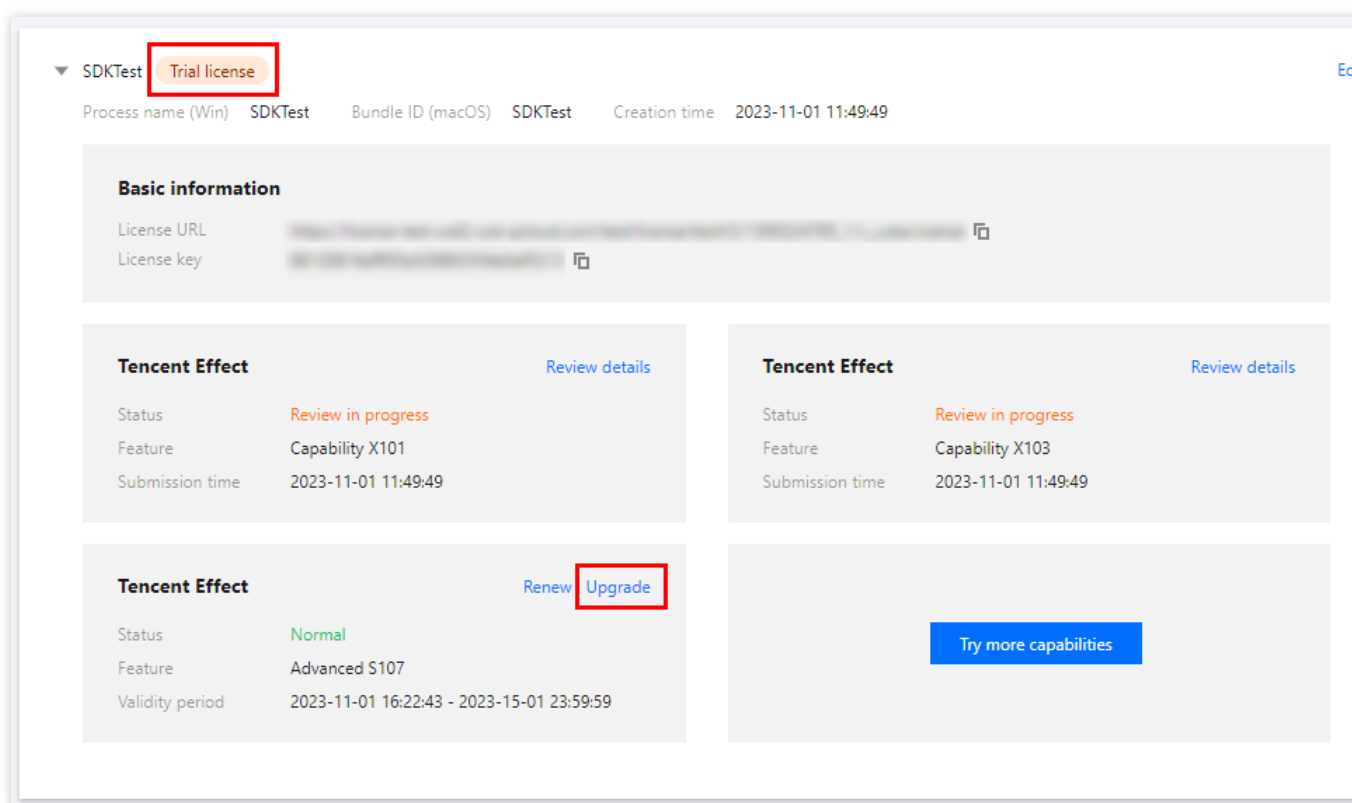 SDKTest Trial license
Process name (Win) SDKTest Bundle ID (macOS) SDKTest Creation time 2023-11-01 11:49:49
Basic information
License URL
License key
Tencent Effect Review details
Status Review in progress
Feature Capability X101
Submission time 2023-11-01 11:49:49
Tencent Effect Review details
Status Review in progress
Feature Capability X103
Submission time 2023-11-01 11:49:49
Tencent Effect Renew Upgrade
Status Normal
Feature Advanced S107
Validity period 2023-11-01 16:22:43 - 2023-15-01 23:59:59
Try more capabilities